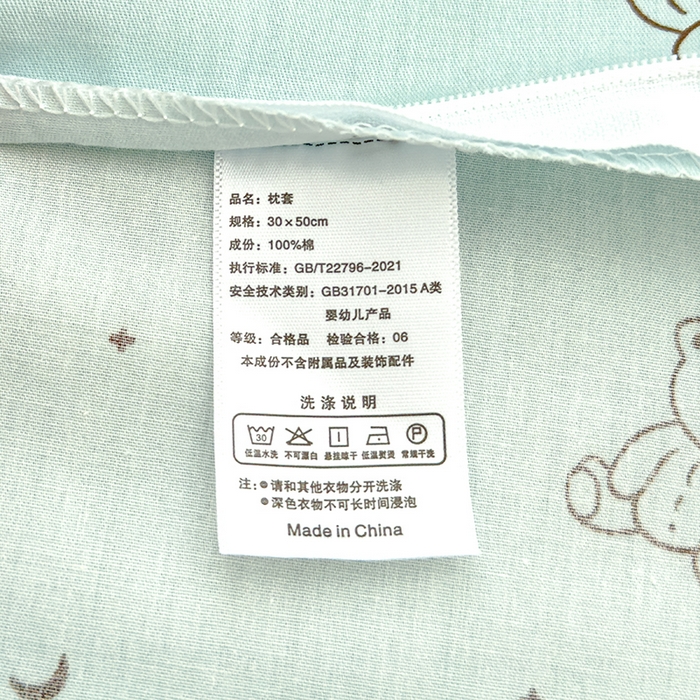 品名：枕套
规格：30×50cm
成份：100%棉
执行标准：GB/T22796-2021
安全技术类别：GB31701-2015 A类
婴幼儿产品
等级：合格品 检验合格：06
本成份不含附属品及装饰配件
洗涤说明
30 P
低温水洗 不可漂白 悬挂晾干 低温熨烫 常规干洗
注：●请和其他衣物分开洗涤
●深色衣物不可长时间浸泡
Made in China